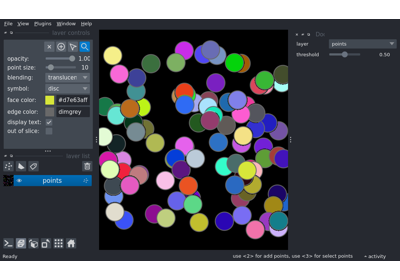 File View Plugins Window Help
layer controls
opacity: 1.00
point size: 10
blending: translucen
symbol: disc
face color: #d7e63aff
edge color: dimgrey
display text:
out of slice:
layer list
points
layer points
threshold 0.50
Ready
use <2> for add points, use <3> for select points
activity